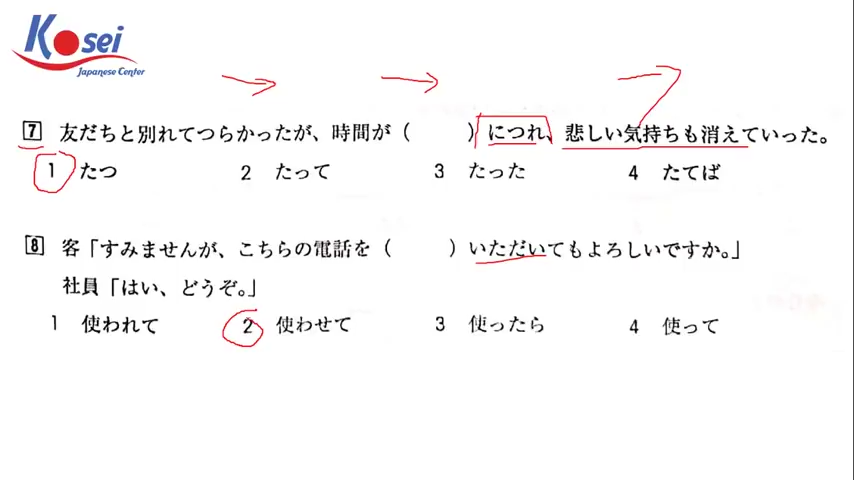 Kosei
Japanese Center
7 友だちと別れてつらかったが、時間が（　　）につれ、悲しい気持ちも消えていった。
1 たつ 2 たって 3 たった 4 たてば
8 客「すみませんが、こちらの電話を（　　）いただいてもよろしいですか。」
社員「はい、どうぞ。」
1 使われて 2 使わせて 3 使ったら 4 使って